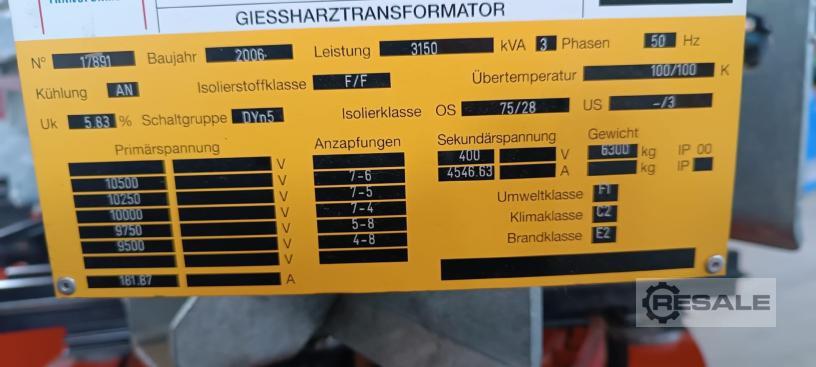 GIESSHARZTRANSFORMATOR
N° 17891 Baujahr 2006 Leistung 3150 kVA 3 Phasen 50 Hz
Kühlung AN Isolierstoffklasse F/F Übertemperatur 100/100 K
Uk 5.83 % Schaltgruppe DYn5 Isolierklasse OS 75/28 US -/3
Primärspannung Anzapfungen Sekundärspannung Gewicht
V 400 V 6300 kg IP 00
10500 V 7-6 4546.63 A kg IP
10250 V 7-5 Umweltklasse F1
10000 V 7-4 Klimaklasse C2
9750 V 5-8 Brandklasse E2
9500 V 4-8
V
181.87 A
RESALE